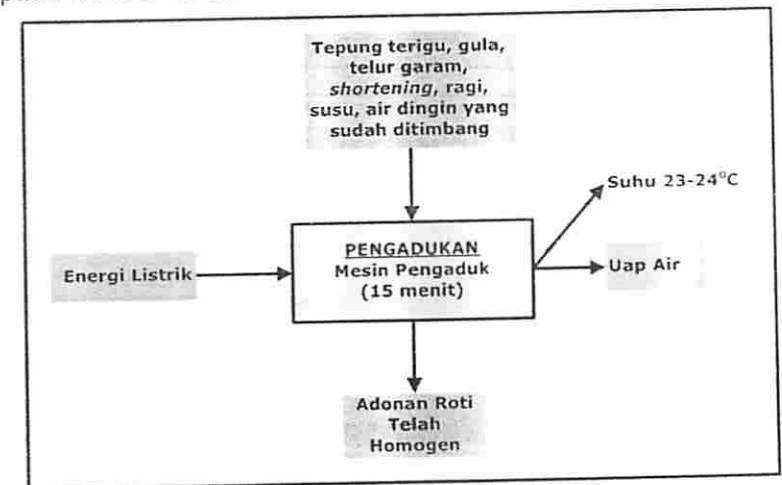 Tepung terigu, gula,
telur garam,
shortening, ragi,
susu, air dingin yang
sudah ditimbang
Suhu 23-24°C
PENGADUKAN
Mesin Pengaduk
(15 menit)
Energi Listrik
Uap Air
Adonan Roti
Telah
Homogen